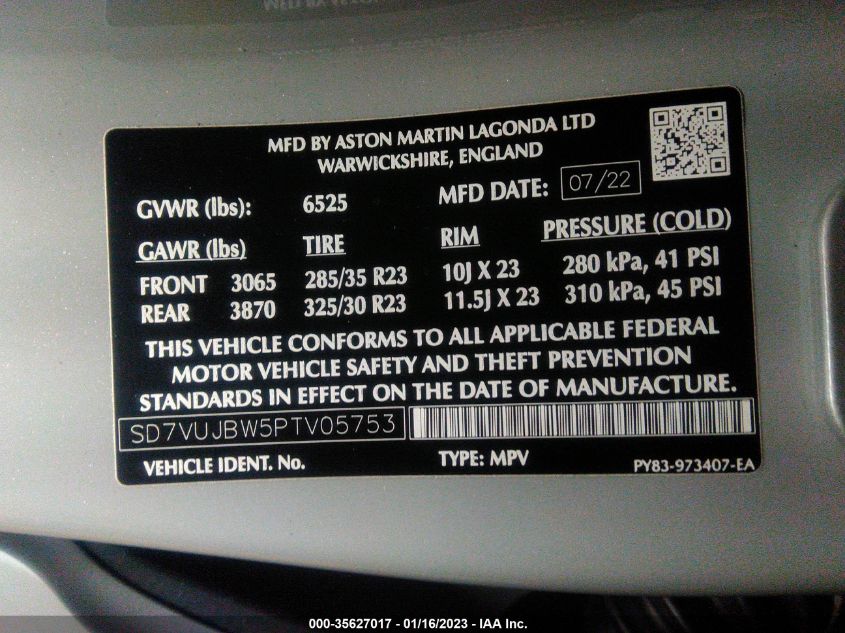 MFD BY ASTON MARTIN LAGONDA LTD
WARWICKSHIRE, ENGLAND
GVWR (lbs): 6525 MFD DATE: 07/22
GAWR (lbs) TIRE RIM PRESSURE (COLD)
FRONT 3065 285/35 R23 10J X 23 280 kPa, 41 PSI
REAR 3870 325/30 R23 11.5J X 23 310 kPa, 45 PSI
THIS VEHICLE CONFORMS TO ALL APPLICABLE FEDERAL
MOTOR VEHICLE SAFETY AND THEFT PREVENTION
STANDARDS IN EFFECT ON THE DATE OF MANUFACTURE.
SD7VUJBW5PTV05753
VEHICLE IDENT. No. TYPE: MPV PY83-973407-EA
000-35627017 - 01/16/2023 - IAA Inc.